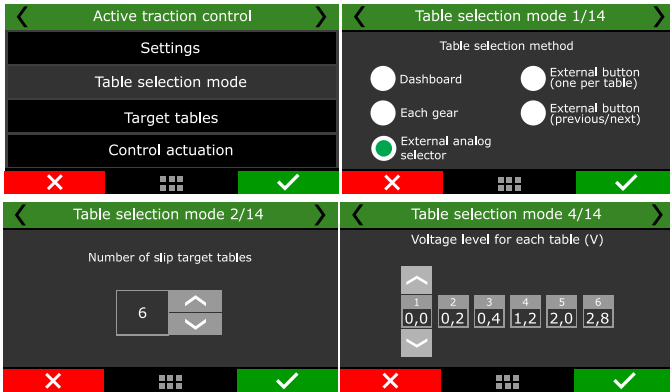 Active traction control
Settings
Table selection mode
Target tables
Control actuation
Table selection mode 1/14
Table selection method
Dashboard
External button
(one per table)
Each gear
External button
(previous/next)
External analog
selector
Table selection mode 2/14
Number of slip target tables
6
Table selection mode 4/14
Voltage level for each table (V)
1 2 3 4 5 6
0,0 0,2 0,4 1,2 2,0 2,8